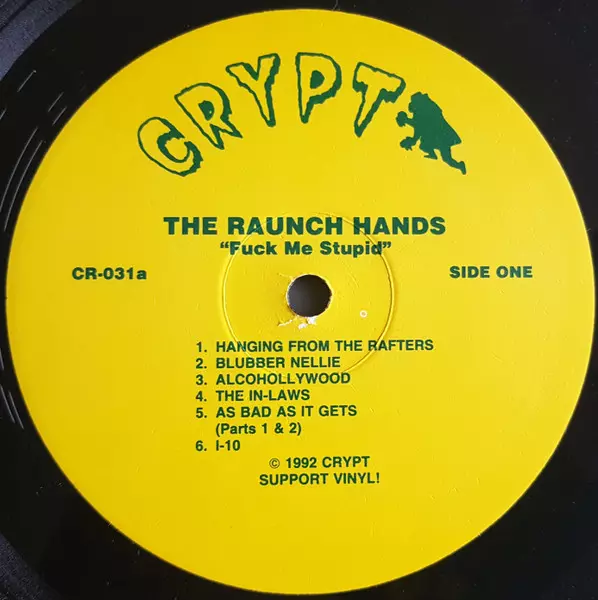 CRYPT
THE RAUNCH HANDS
“Fuck Me Stupid”
CR-031a
SIDE ONE
1. HANGING FROM THE RAFTERS
2. BLUBBER NELLIE
3. ALCOHOLLYWOOD
4. THE IN-LAWS
5. AS BAD AS IT GETS
(Parts 1 & 2)
6. I-10
© 1992 CRYPT
SUPPORT VINYL!